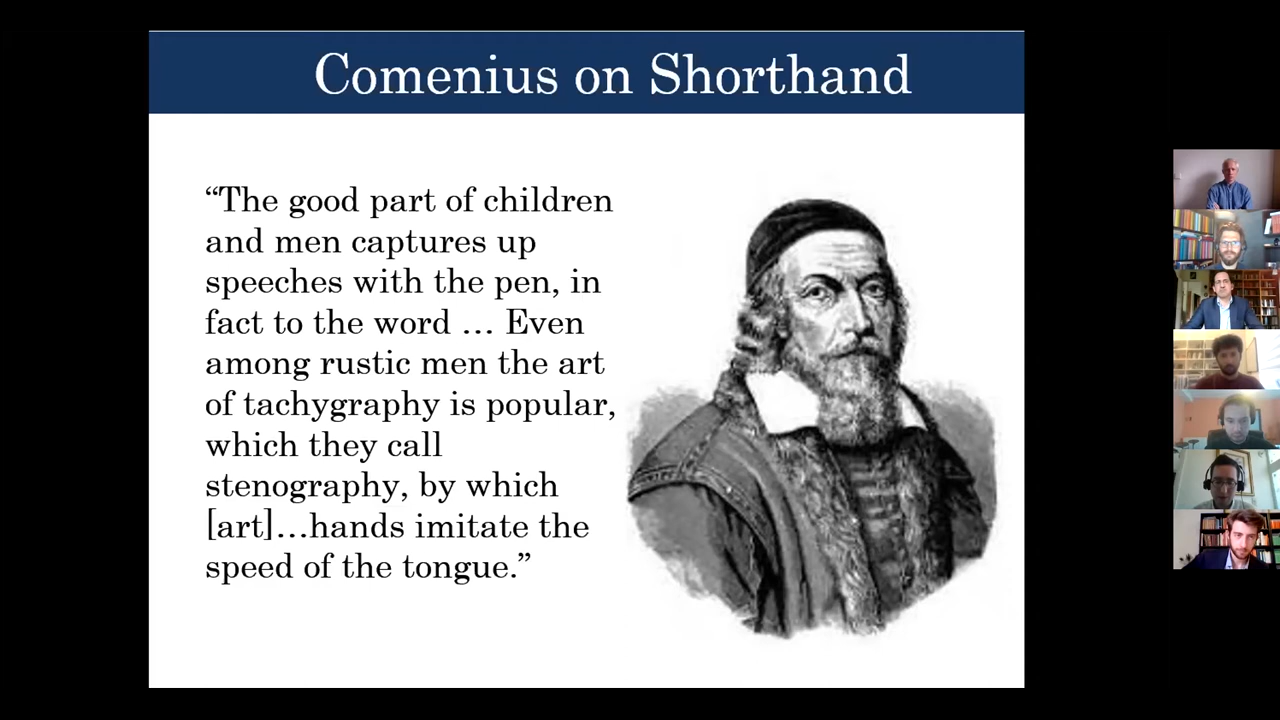 Comenius on Shorthand
“The good part of children
and men captures up
speeches with the pen, in
fact to the word … Even
among rustic men the art
of tachygraphy is popular,
which they call
stenography, by which
[art]…hands imitate the
speed of the tongue.”